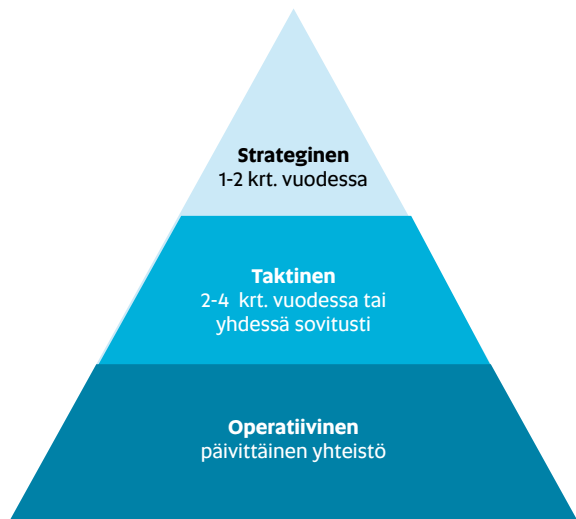 Strateginen
1-2 krt. vuodessa
Taktinen
2-4 krt. vuodessa tai
yhdessä sovitusti
Operatiivinen
päivittäinen yhteistö